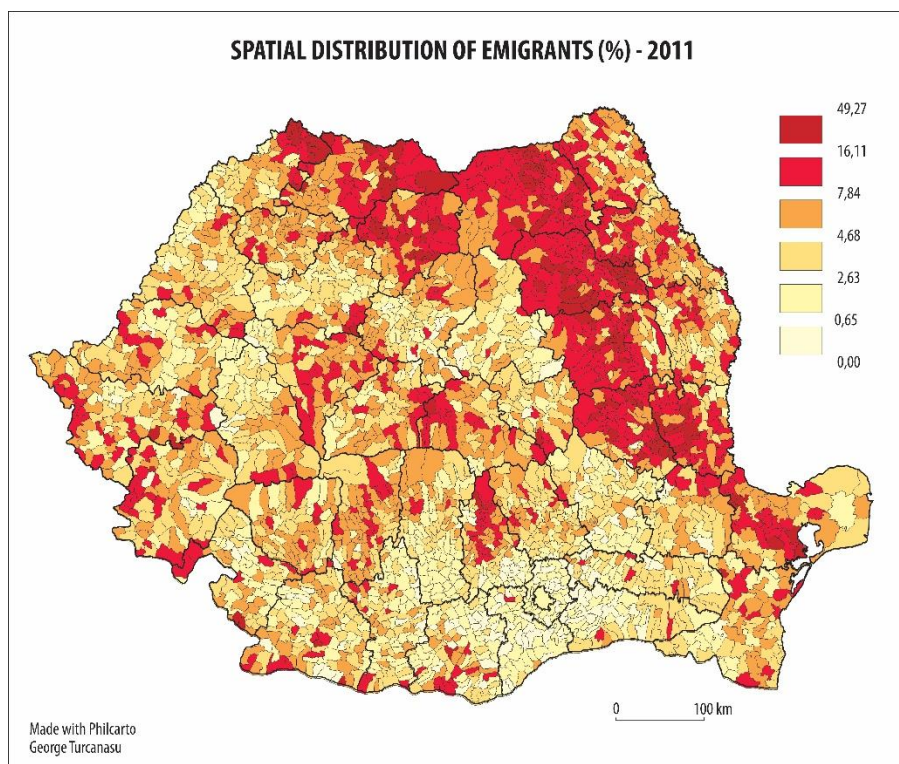 SPATIAL DISTRIBUTION OF EMIGRANTS (%) - 2011
49,27
16,11
7,84
4,68
2,63
0,65
0,00
0 100 km
Made with Philcarto
George Turcanasu